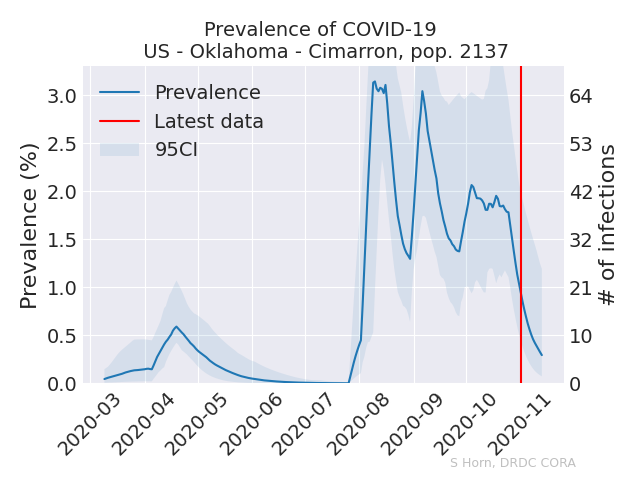 Prevalence of COVID-19
US - Oklahoma - Cimarron, pop. 2137
Prevalence (%)
3.0
2.5
2.0
1.5
1.0
0.5
0.0
Prevalence
Latest data
95CI
64
53
42
32
21
10
0
# of infections
2020-03
2020-04
2020-05
2020-06
2020-07
2020-08
2020-09
2020-10
2020-11
S Horn, DRDC CORA